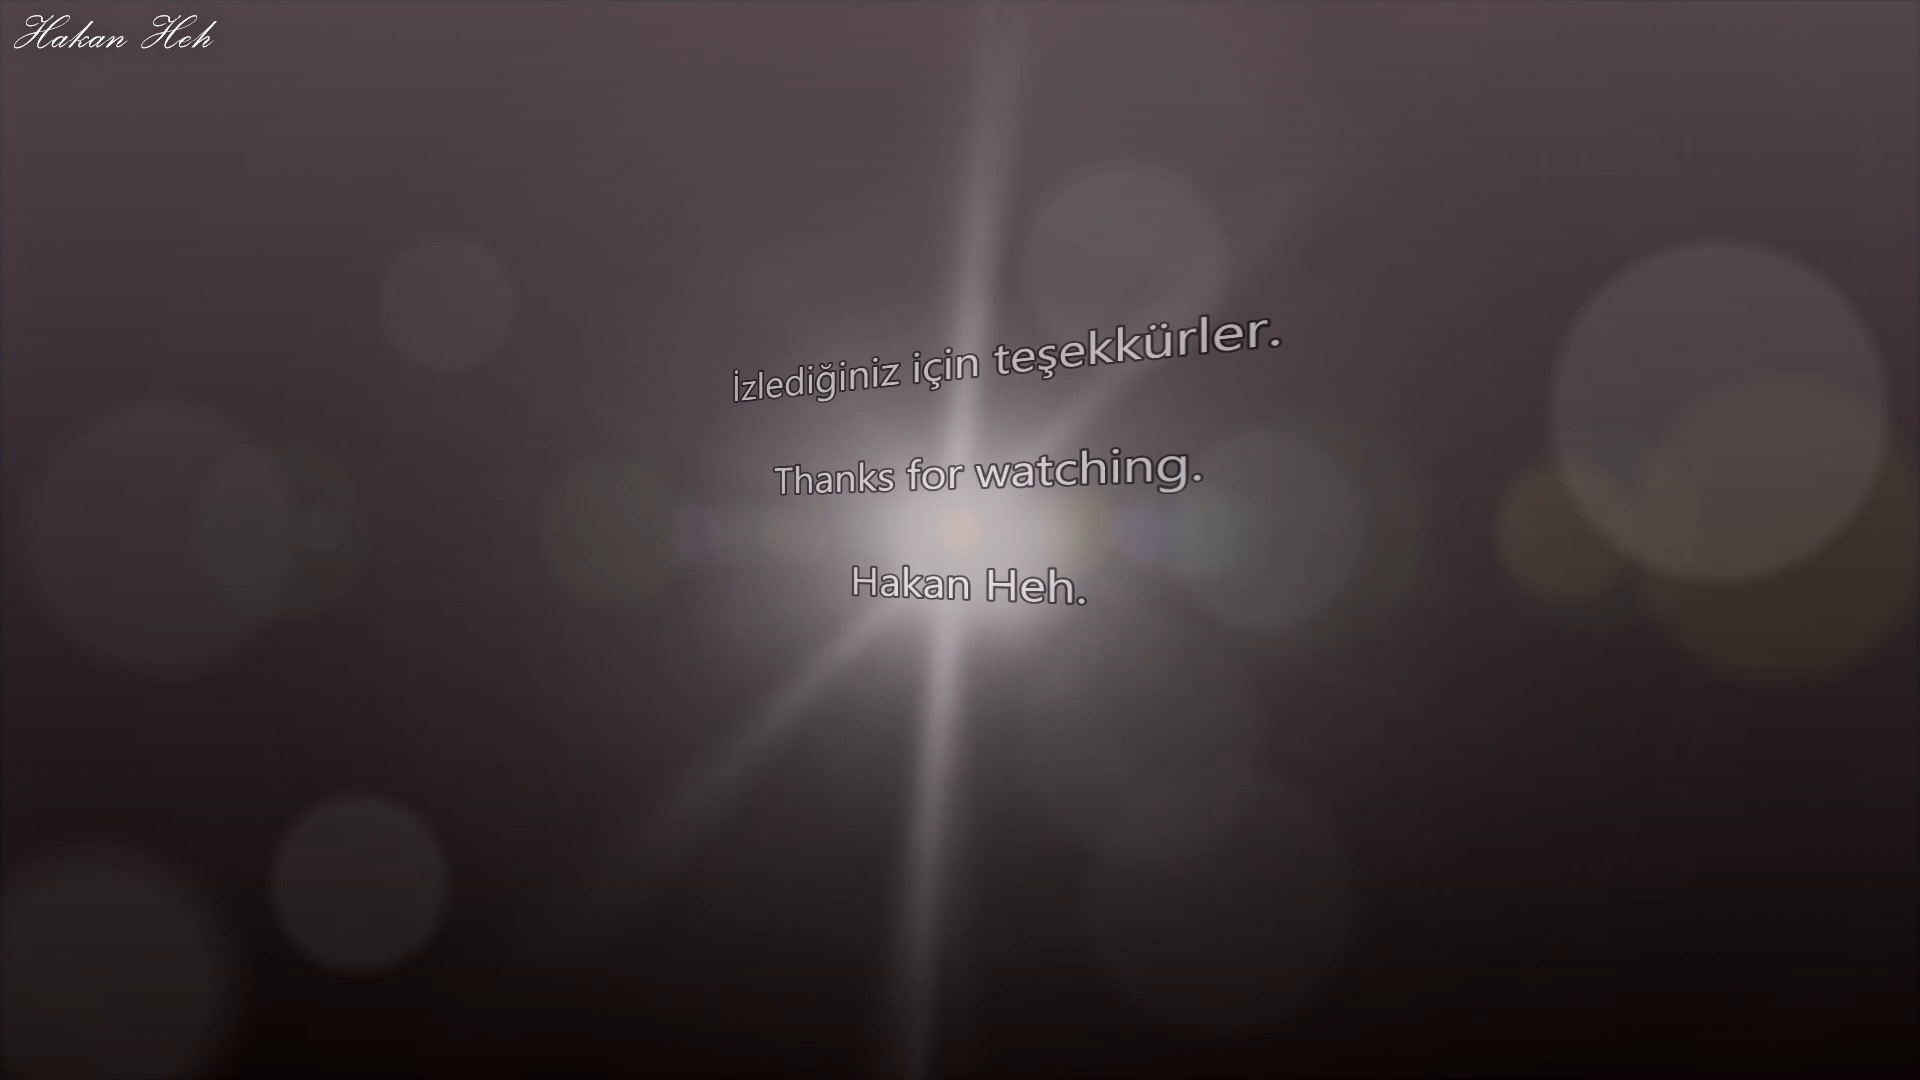 Hakan Heh
İzlediğiniz için teşekkürler.
Thanks for watching.
Hakan Heh.